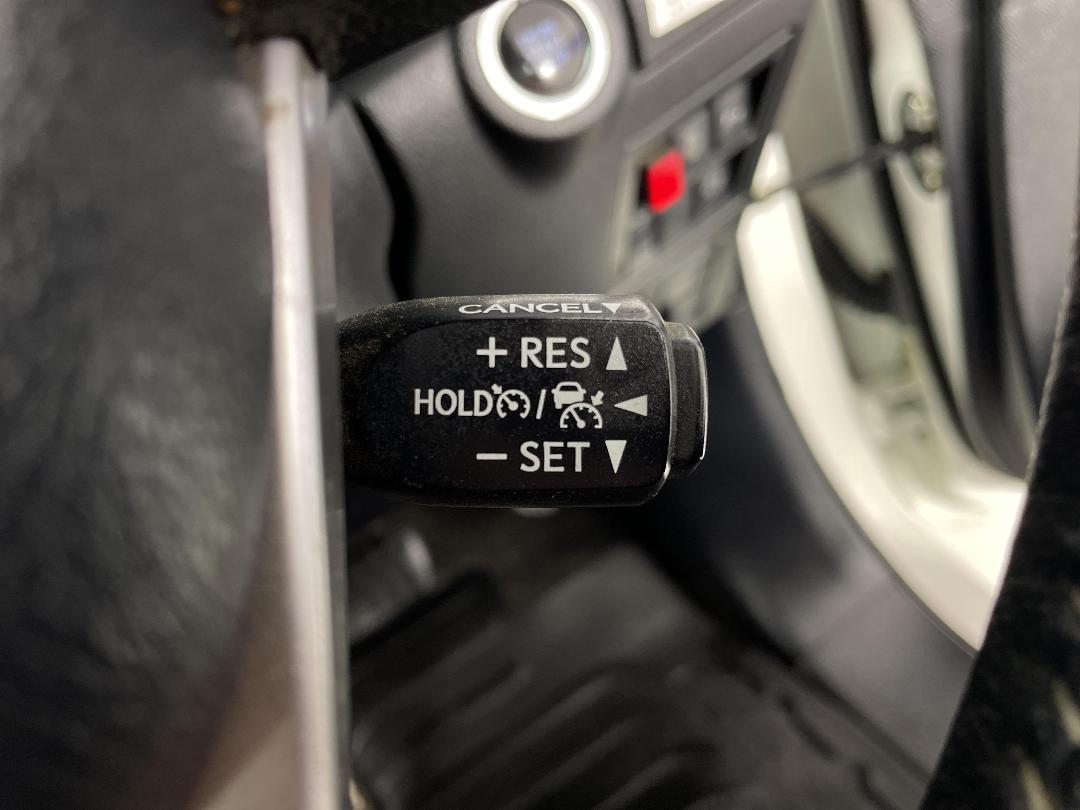 CANCEL▼
+ RES ▲
HOLD / ◀
− SET ▼